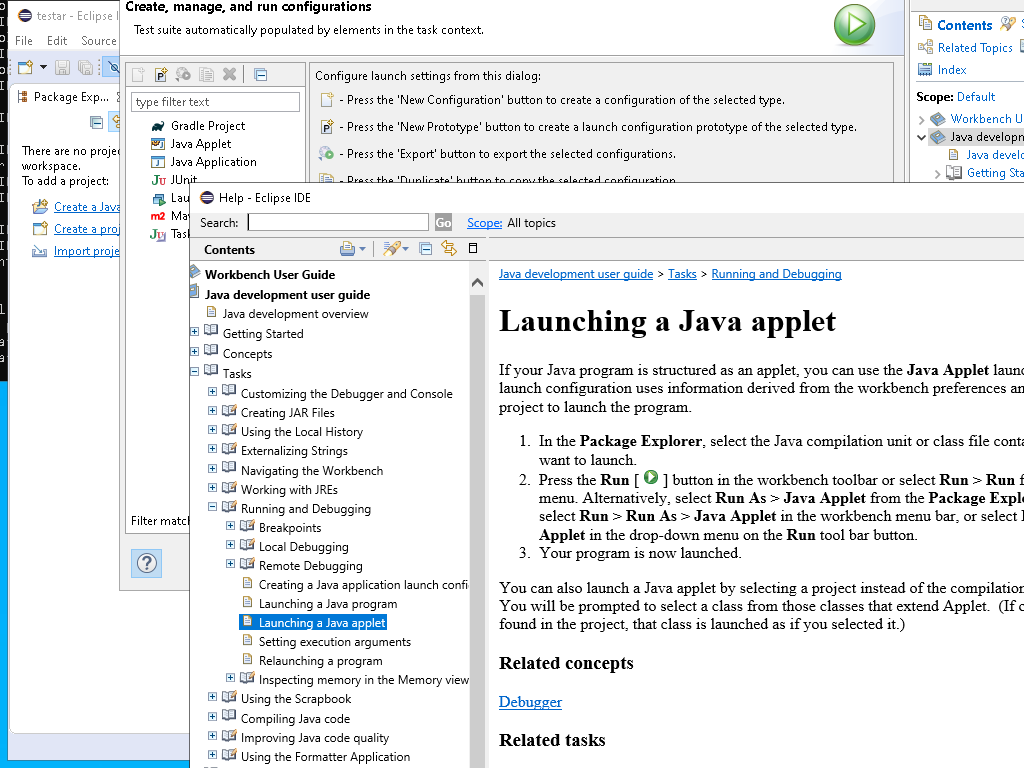 testar - Eclipse I
File Edit Source
Package Exp...
There are no proje
workspace.
To add a project:
Create a Java
Create a proj
Import proje
Create, manage, and run configurations
Test suite automatically populated by elements in the task context.
type filter text
Gradle Project
Java Applet
Java Application
JUnit
Lau
Mav
Task
Filter match
Configure launch settings from this dialog:
- Press the 'New Configuration' button to create a configuration of the selected type.
- Press the 'New Prototype' button to create a launch configuration prototype of the selected type.
- Press the 'Export' button to export the selected configurations.
- Press the 'Duplicate' button to copy the selected configuration.
Contents
Related Topics
Index
Scope: Default
Workbench U
Java developm
Java develo
Getting Sta
Help - Eclipse IDE
Search: Go Scope: All topics
Contents
Workbench User Guide
Java development user guide
Java development overview
Getting Started
Concepts
Tasks
Customizing the Debugger and Console
Creating JAR Files
Using the Local History
Externalizing Strings
Navigating the Workbench
Working with JREs
Running and Debugging
Breakpoints
Local Debugging
Remote Debugging
Creating a Java application launch confi
Launching a Java program
Launching a Java applet
Setting execution arguments
Relaunching a program
Inspecting memory in the Memory view
Using the Scrapbook
Compiling Java code
Improving Java code quality
Using the Formatter Application
Java development user guide > Tasks > Running and Debugging
Launching a Java applet
If your Java program is structured as an applet, you can use the Java Applet laun
launch configuration uses information derived from the workbench preferences an
project to launch the program.
1. In the Package Explorer, select the Java compilation unit or class file conta
want to launch.
2. Press the Run [ ] button in the workbench toolbar or select Run > Run f
menu. Alternatively, select Run As > Java Applet from the Package Explo
select Run > Run As > Java Applet in the workbench menu bar, or select
Applet in the drop-down menu on the Run tool bar button.
3. Your program is now launched.
You can also launch a Java applet by selecting a project instead of the compilation
You will be prompted to select a class from those classes that extend Applet. (If o
found in the project, that class is launched as if you selected it.)
Related concepts
Debugger
Related tasks